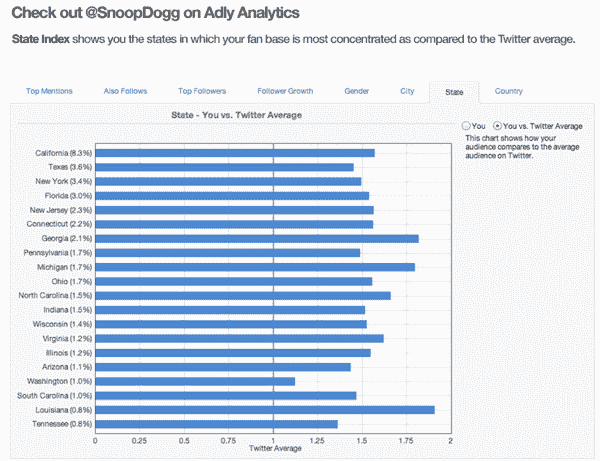 Check out @SnoopDogg on Adly Analytics
State Index shows you the states in which your fan base is most concentrated as compared to the Twitter average.
Top Mentions Also Follows Top Followers Follower Growth Gender City State Country
State - You vs. Twitter Average
You You vs. Twitter Average
This chart shows how your
audience compares to the average
audience on Twitter.
California (8.3%)
Texas (3.6%)
New York (3.4%)
Florida (3.0%)
New Jersey (2.3%)
Connecticut (2.2%)
Georgia (2.1%)
Pennsylvania (1.7%)
Michigan (1.7%)
Ohio (1.7%)
North Carolina (1.5%)
Indiana (1.5%)
Wisconsin (1.4%)
Virginia (1.2%)
Illinois (1.2%)
Arizona (1.1%)
Washington (1.0%)
South Carolina (1.0%)
Louisiana (0.8%)
Tennessee (0.8%)
0 0.25 0.5 0.75 1 1.25 1.5 1.75 2
Twitter Average